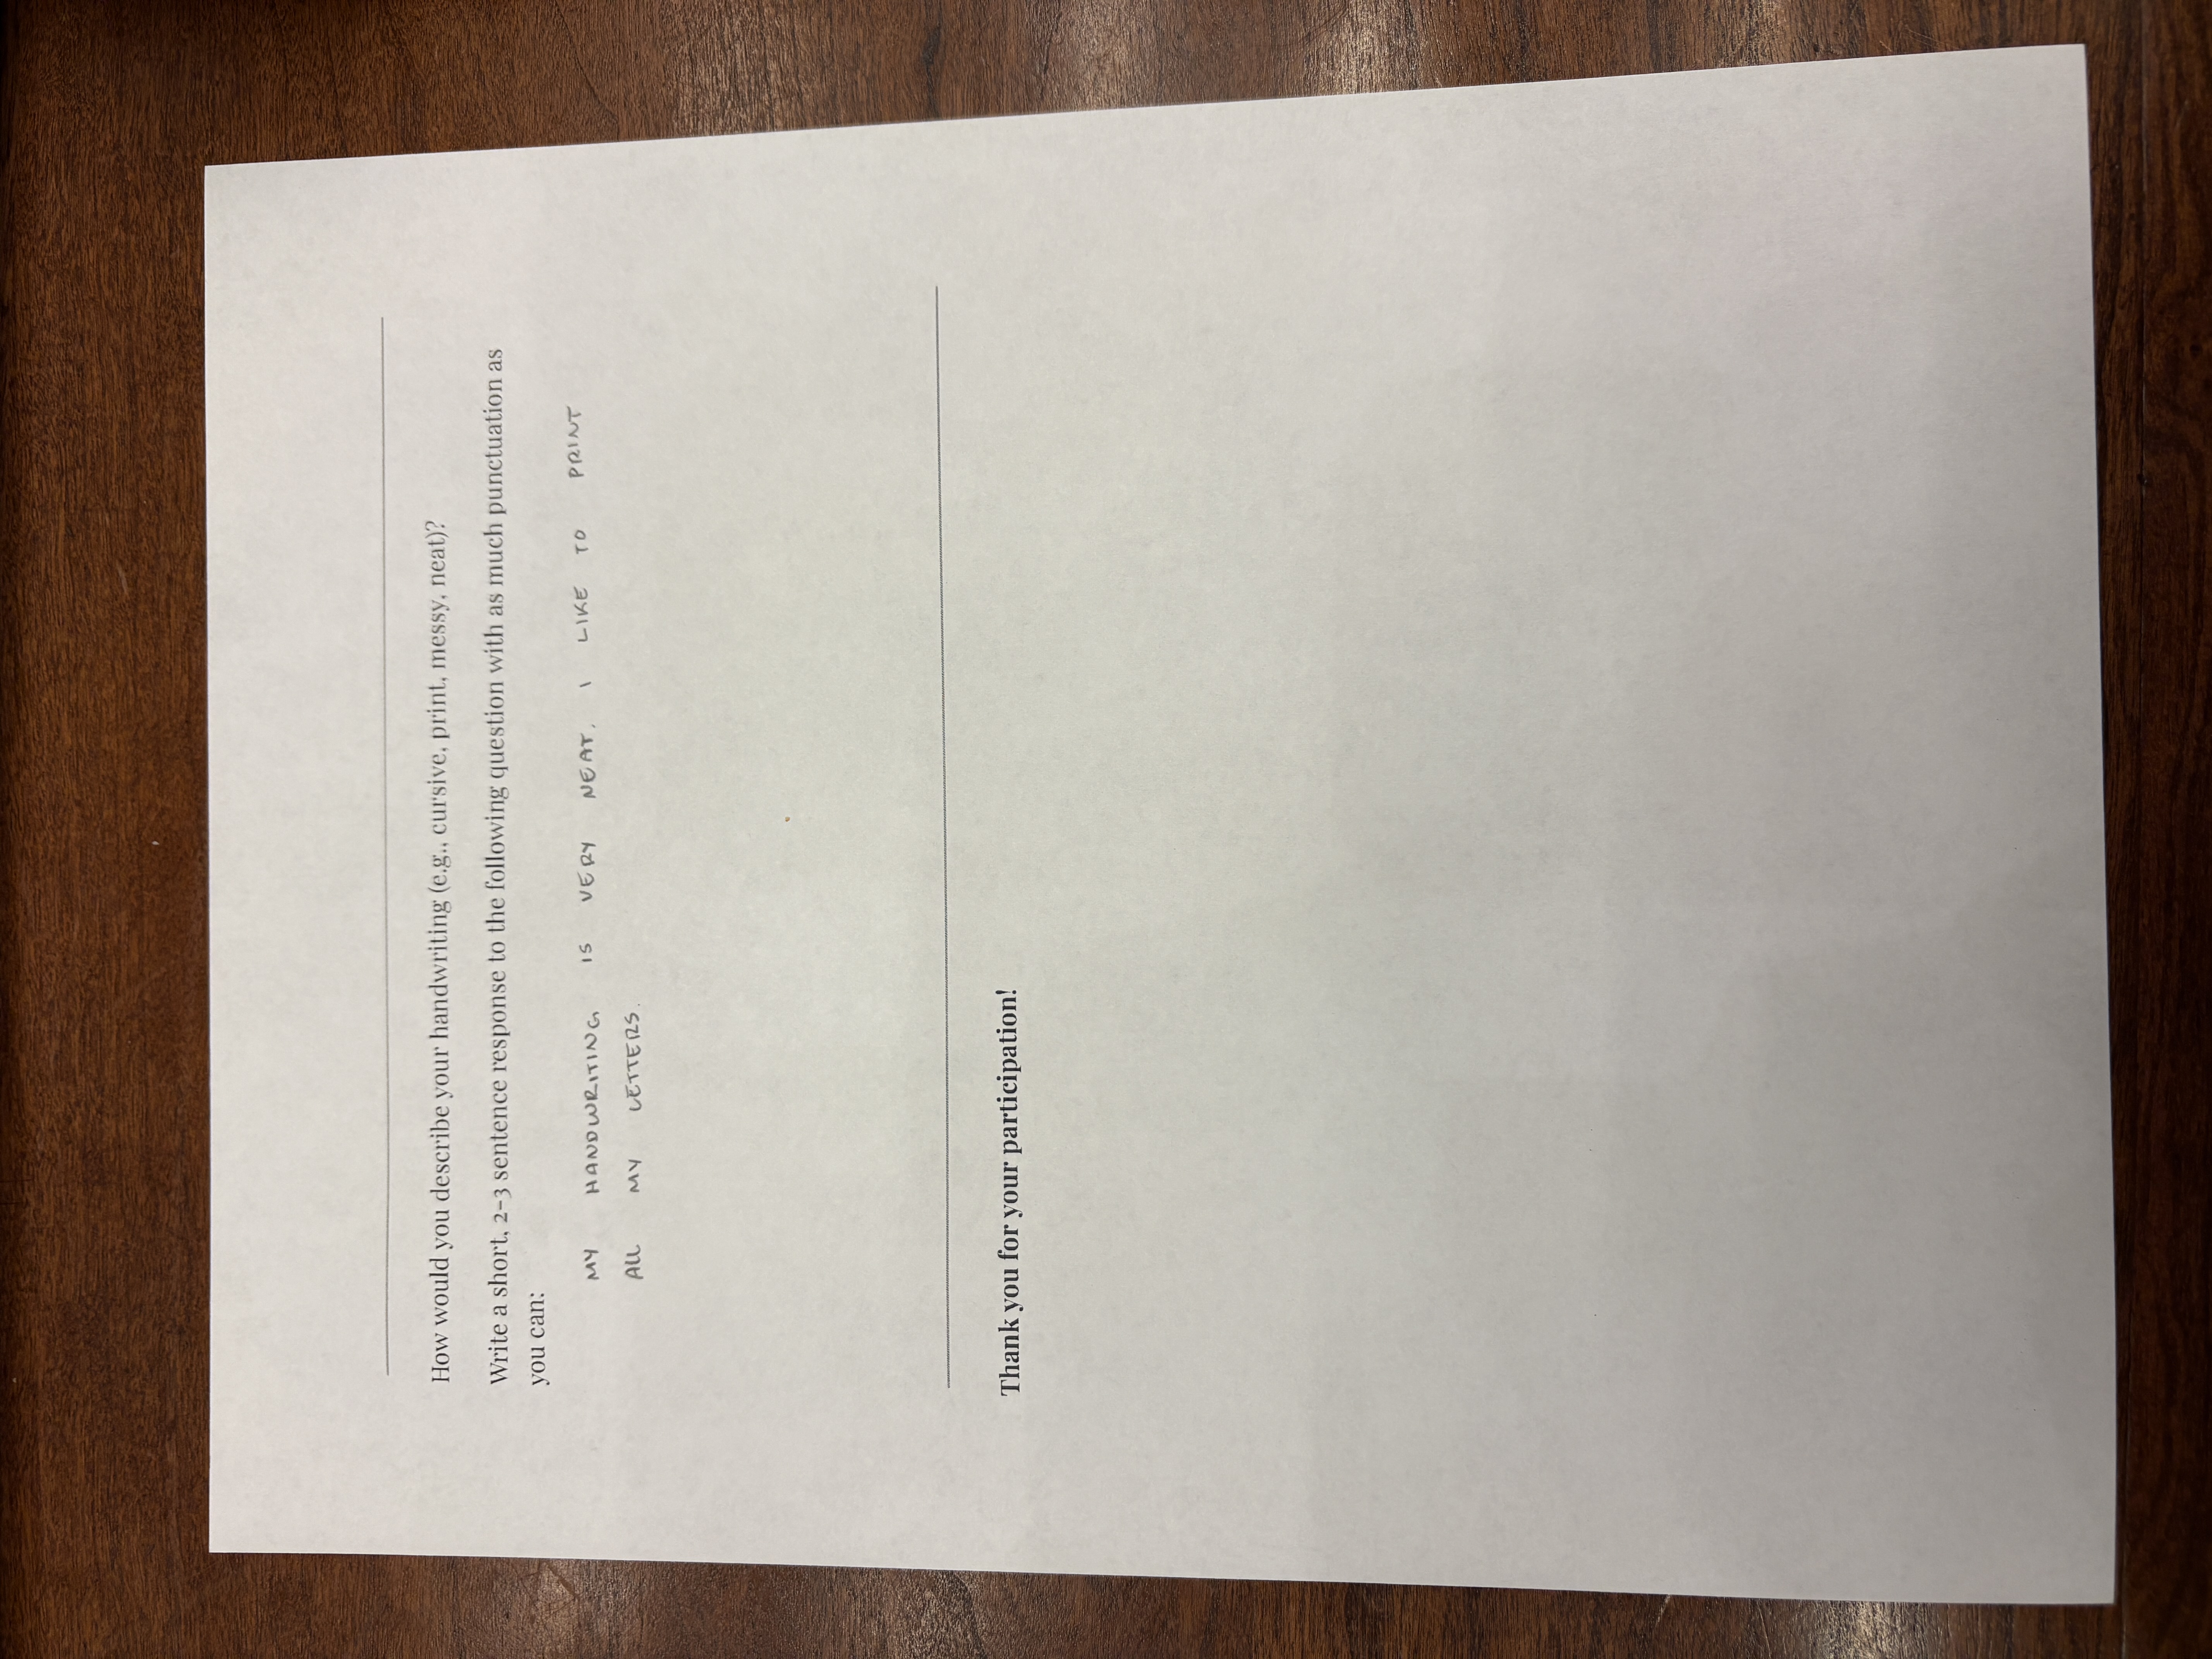 How would you describe your handwriting (e.g., cursive, print, messy, neat)?
Write a short, 2-3 sentence response to the following question with as much punctuation as
you can:
MY HANDWRITING IS VERY NEAT. I LIKE TO PRINT
ALL MY LETTERS.
Thank you for your participation!